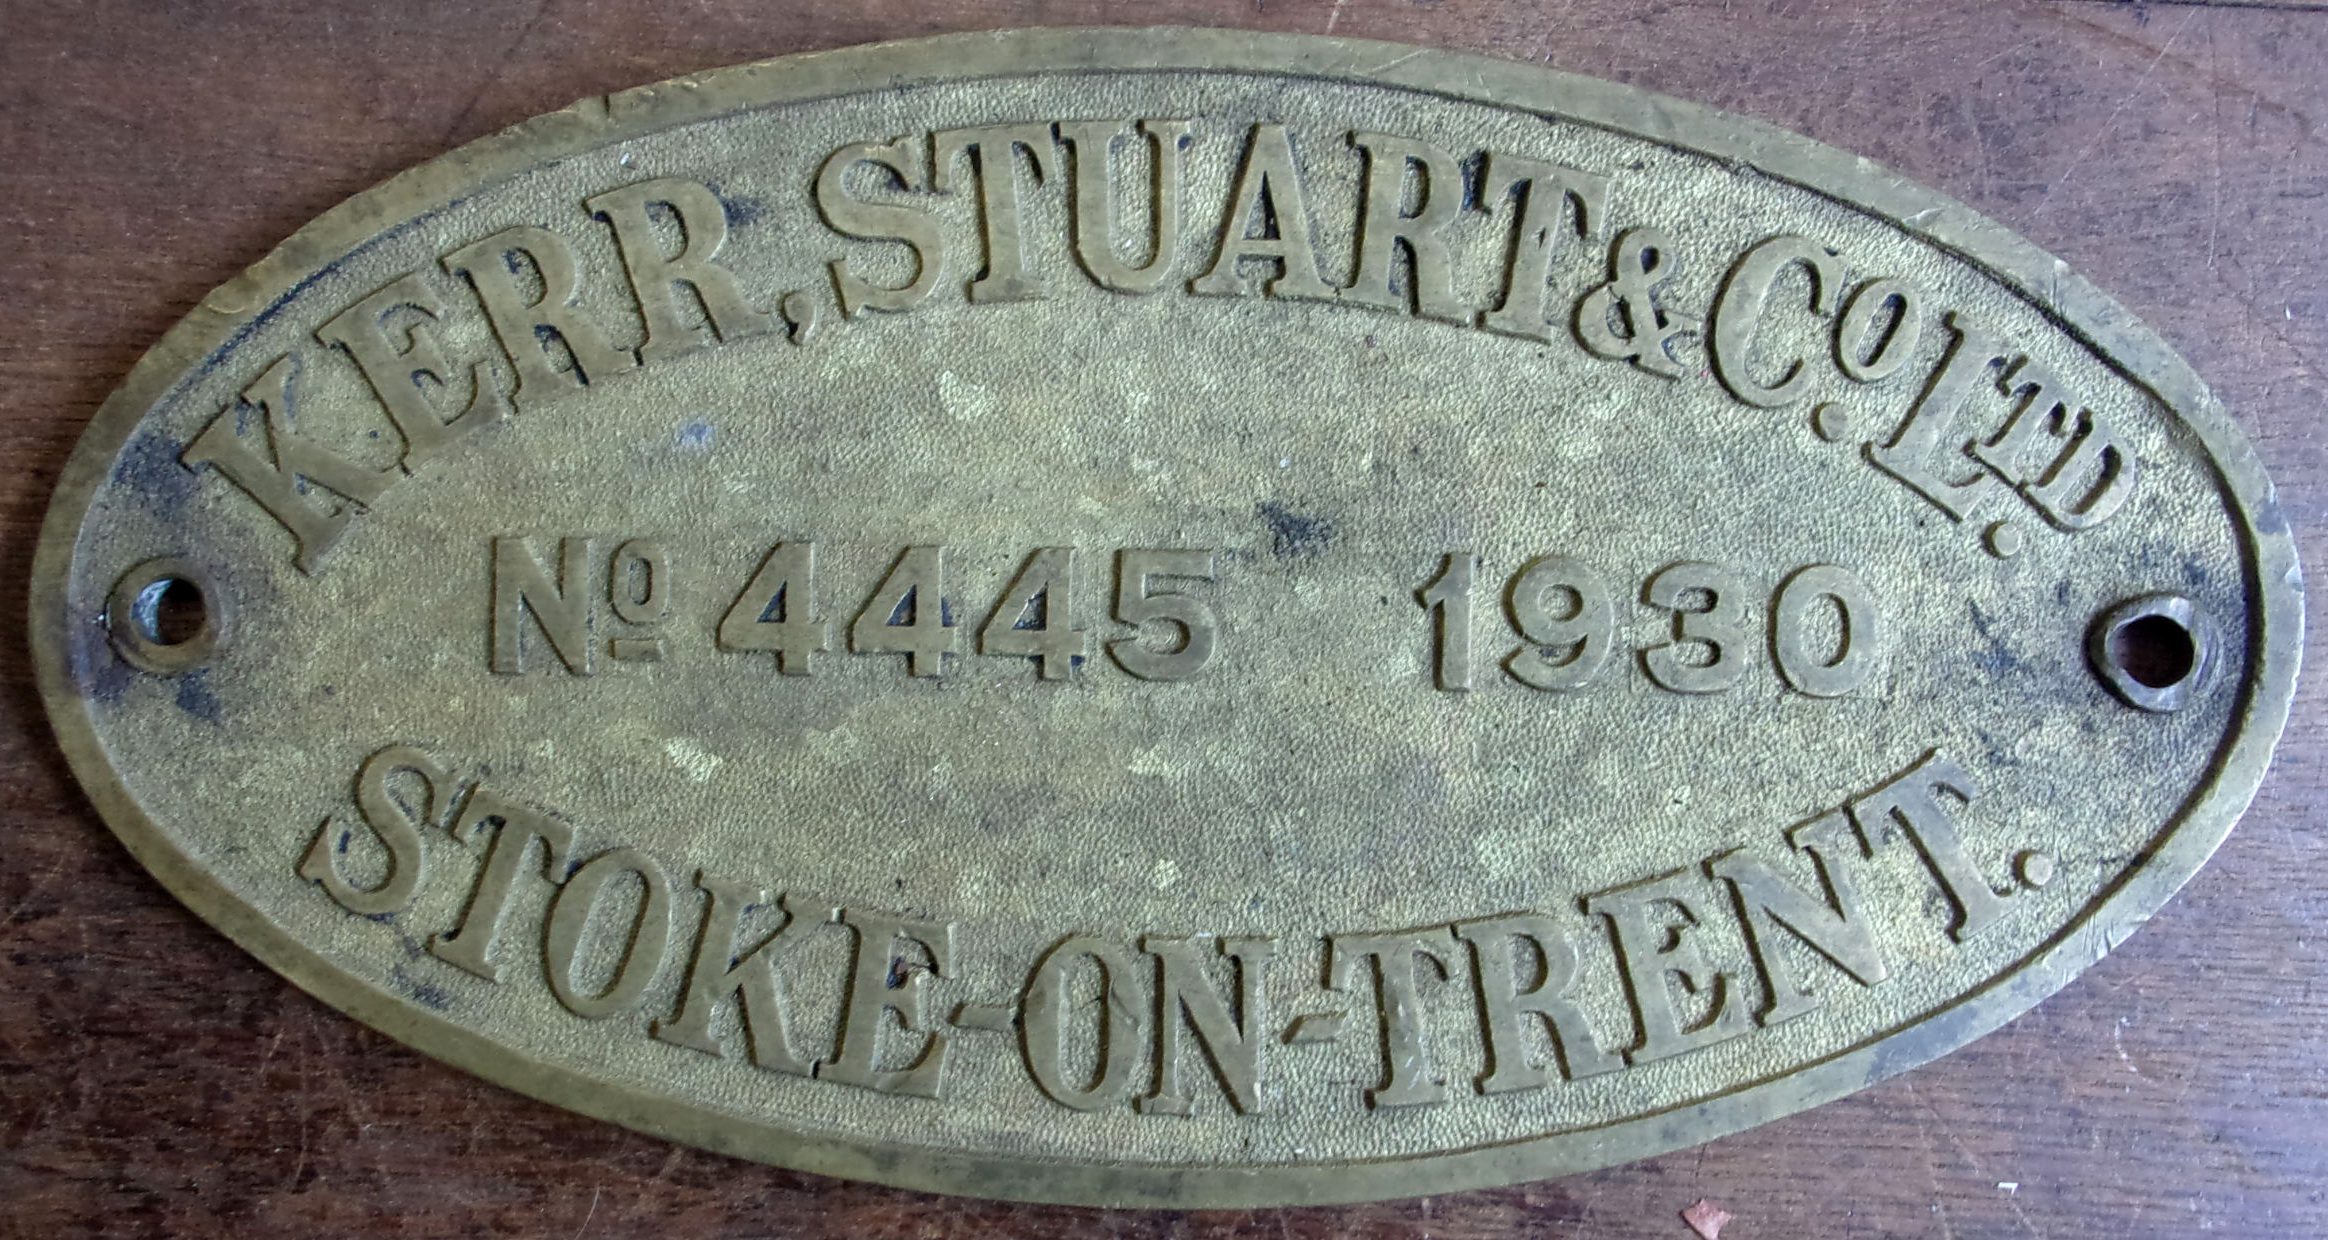 KERR, STUART & Co. LTD.
No 4445 1930
STOKE-ON-TRENT.